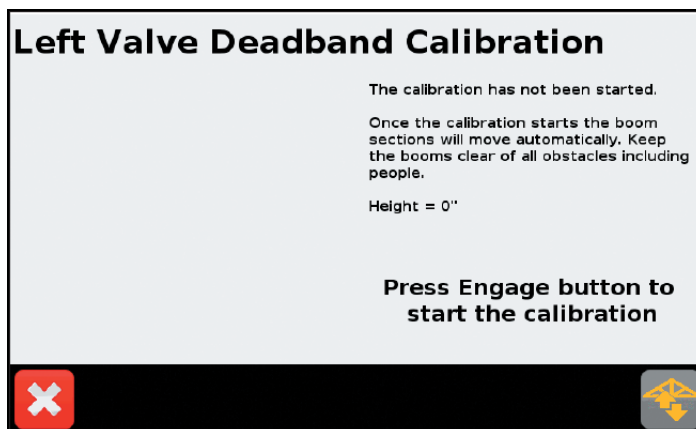 Left Valve Deadband Calibration
The calibration has not been started.
Once the calibration starts the boom
sections will move automatically. Keep
the booms clear of all obstacles including
people.
Height = 0"
Press Engage button to
start the calibration